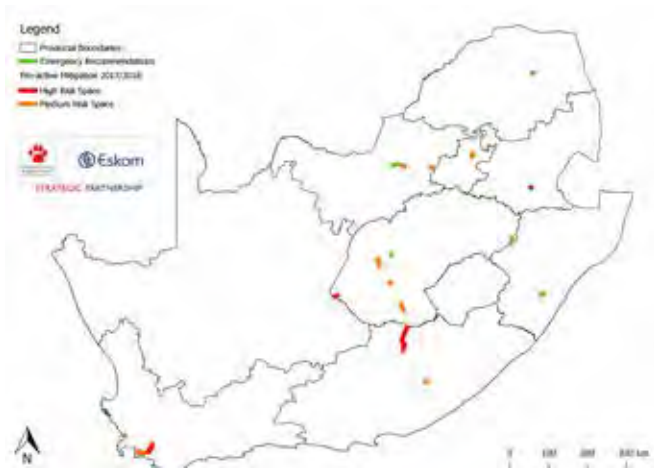 Legend
Provincial Boundaries
Emergency Recommendations
Pro-active Mitigation 2017/2018
High Risk Spans
Medium Risk Spans
Eskom
STRATEGIC PARTNERSHIP
N
0 100 200 300 km